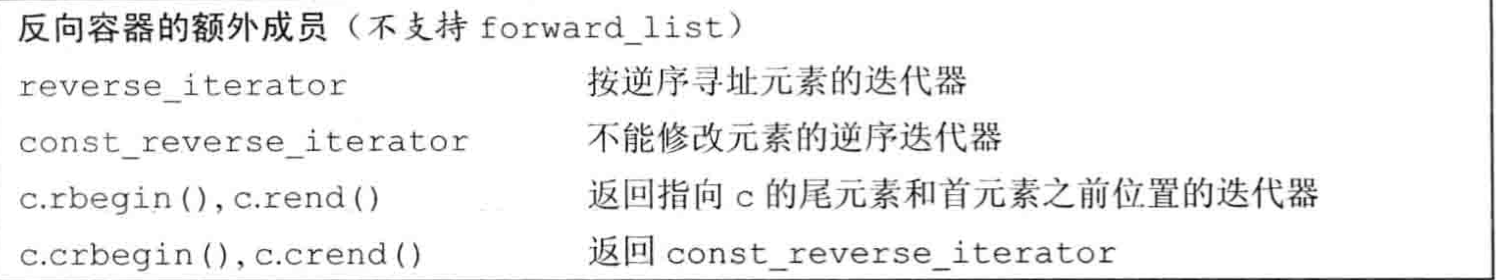 反向容器的额外成员（不支持 forward_list）
reverse_iterator 按逆序寻址元素的迭代器
const_reverse_iterator 不能修改元素的逆序迭代器
c.rbegin(),c.rend() 返回指向 c 的尾元素和首元素之前位置的迭代器
c.crbegin(),c.crend() 返回 const_reverse_iterator